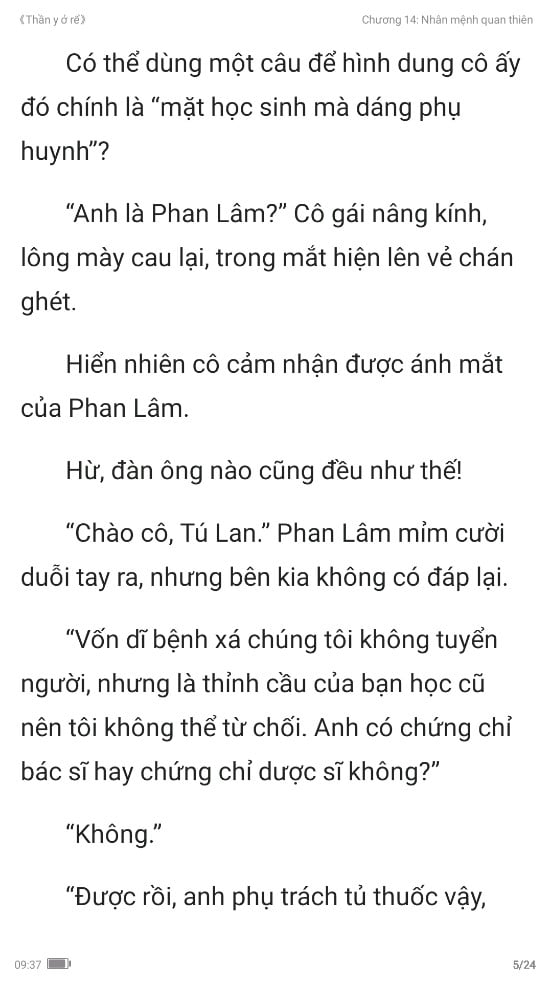 《Thần y ở rể》
Chương 14: Nhân mệnh quan thiên
Có thể dùng một câu để hình dung cô ấy
đó chính là “mặt học sinh mà dáng phụ
huynh”?
“Anh là Phan Lâm?” Cô gái nâng kính,
lông mày cau lại, trong mắt hiện lên vẻ chán
ghét.
Hiển nhiên cô cảm nhận được ánh mắt
của Phan Lâm.
Hừ, đàn ông nào cũng đều như thế!
“Chào cô, Tú Lan.” Phan Lâm mỉm cười
duỗi tay ra, nhưng bên kia không có đáp lại.
“Vốn dĩ bệnh xá chúng tôi không tuyển
người, nhưng là thỉnh cầu của bạn học cũ
nên tôi không thể từ chối. Anh có chứng chỉ
bác sĩ hay chứng chỉ dược sĩ không?”
“Không.”
“Được rồi, anh phụ trách tủ thuốc vậy,
09:37
5/24